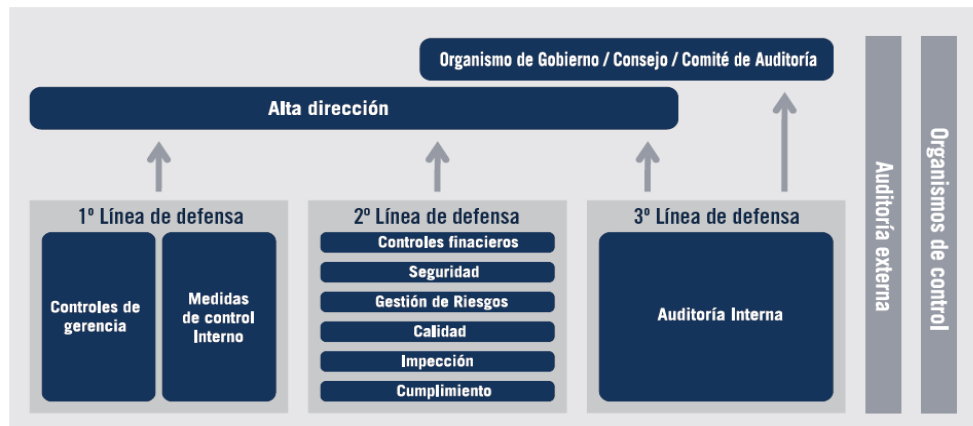 Organismo de Gobierno / Consejo / Comité de Auditoría
Alta dirección
1º Línea de defensa
Controles de
gerencia
Medidas
de control
Interno
2º Línea de defensa
Controles finacieros
Seguridad
Gestión de Riesgos
Calidad
Impección
Cumplimiento
3º Línea de defensa
Auditoría Interna
Auditoría externa
Organismos de control